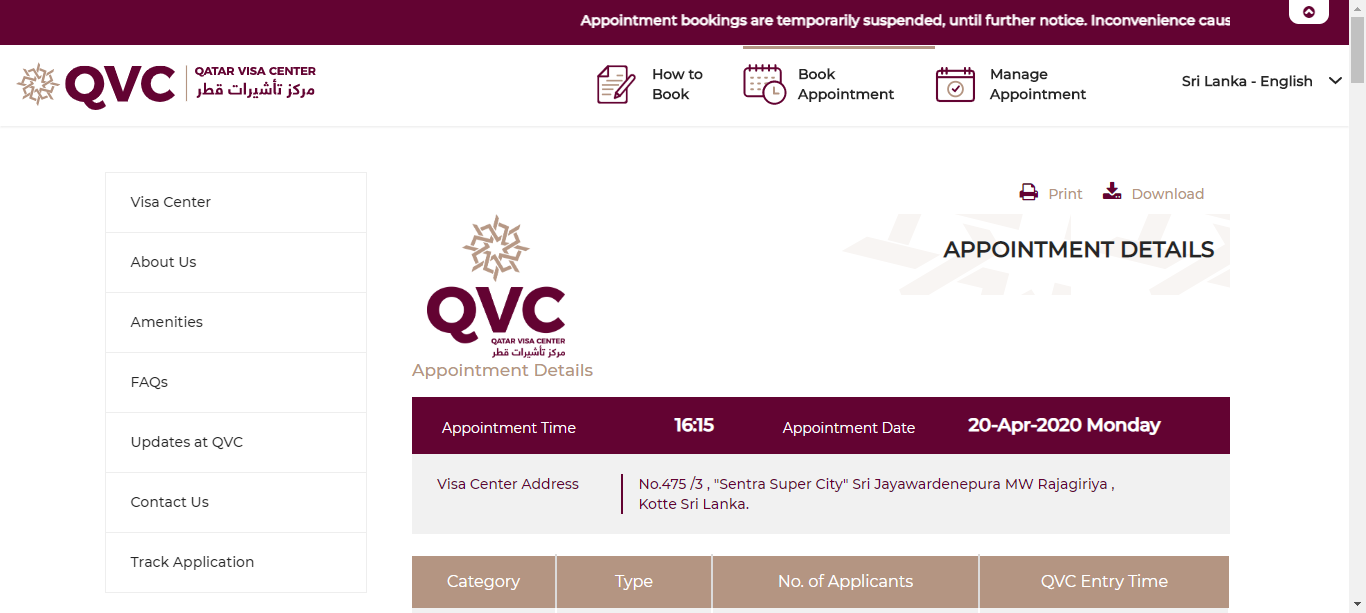 Appointment bookings are temporarily suspended, until further notice. Inconvenience
QVC
QATAR VISA CENTER
مركز تأشيرات قطر
How to
Book
Book
Appointment
Manage
Appointment
Sri Lanka - English
Visa Center
About Us
Amenities
FAQs
Updates at QVC
Contact Us
Track Application
Print
Download
APPOINTMENT DETAILS
QVC
QATAR VISA CENTER
مركز تأشيرات قطر
Appointment Details
Appointment Time 16:15 Appointment Date 20-Apr-2020 Monday
Visa Center Address
No.475 /3 , "Sentra Super City" Sri Jayawardenepura MW Rajagiriya ,
Kotte Sri Lanka.
Category Type No. of Applicants QVC Entry Time